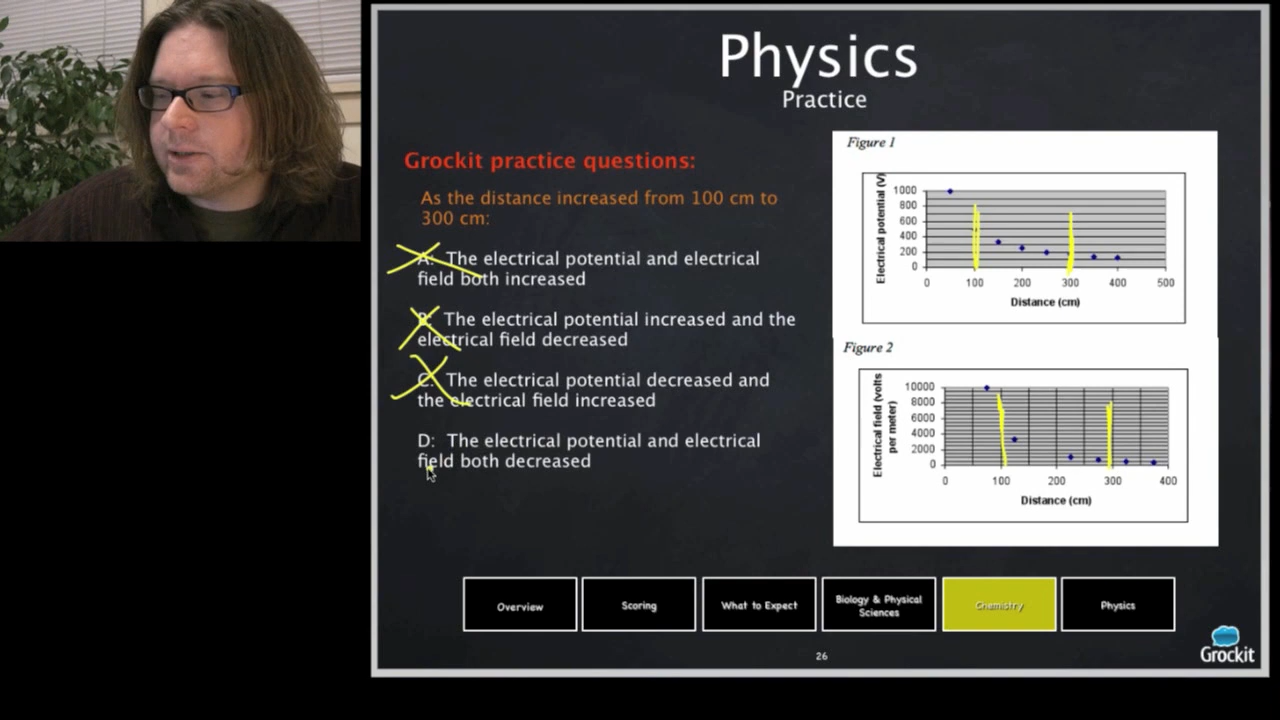 Physics
Practice
Grockit practice questions:
As the distance increased from 100 cm to
300 cm:
A: The electrical potential and electrical
field both increased
B: The electrical potential increased and the
electrical field decreased
C: The electrical potential decreased and
the electrical field increased
D: The electrical potential and electrical
field both decreased
Figure 1
Electrical potential (V)
1000
800
600
400
200
0
0 100 200 300 400 500
Distance (cm)
Figure 2
Electrical field (volts
per meter)
10000
8000
6000
4000
2000
0
0 100 200 300 400
Distance (cm)
Overview
Scoring
What to Expect
Biology & Physical
Sciences
Chemistry
Physics
26
Grockit